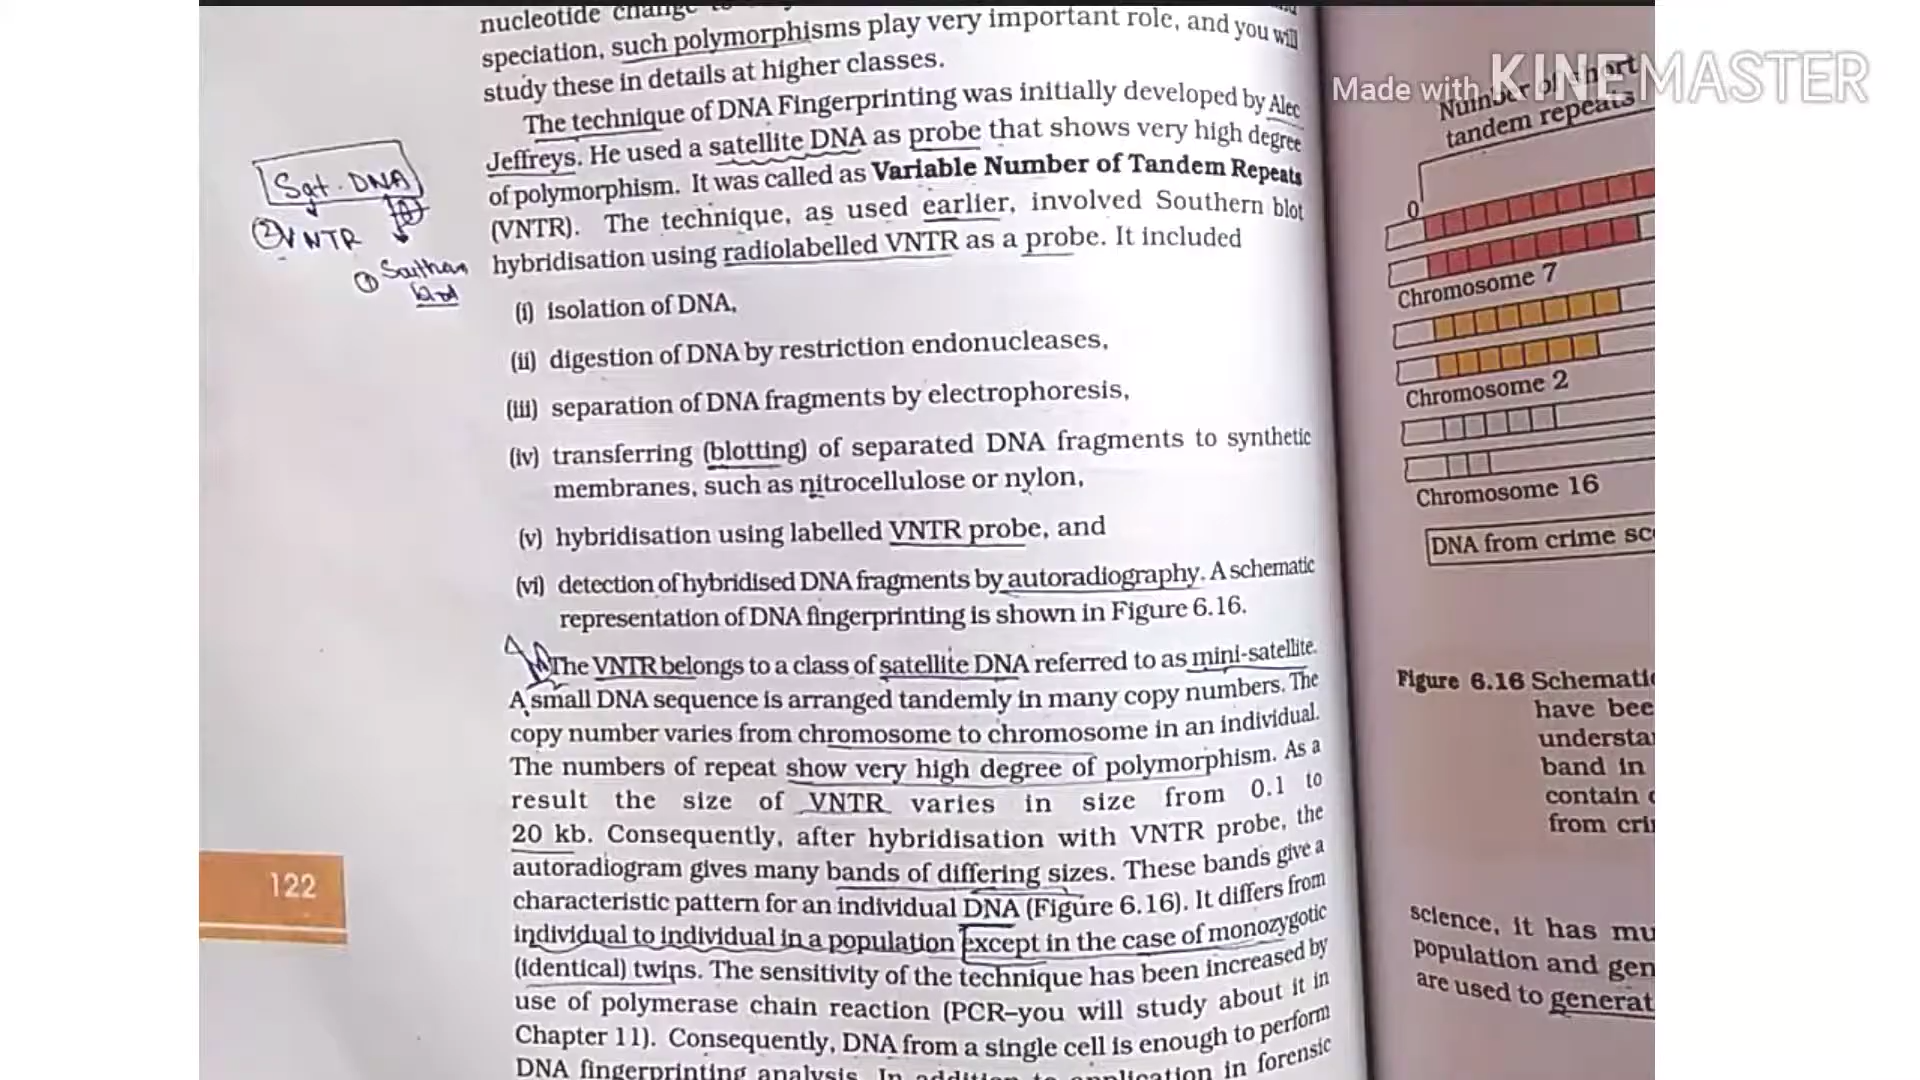 nucleotide change to
speciation, such polymorphisms play very important role, and you will
study these in details at higher classes.
The technique of DNA Fingerprinting was initially developed by Alec
Jeffreys. He used a satellite DNA as probe that shows very high degree
of polymorphism. It was called as Variable Number of Tandem Repeats
(VNTR). The technique, as used earlier, involved Southern blot
hybridisation using radiolabelled VNTR as a probe. It included
(i) isolation of DNA,
(ii) digestion of DNA by restriction endonucleases,
(iii) separation of DNA fragments by electrophoresis,
(iv) transferring (blotting) of separated DNA fragments to synthetic
membranes, such as nitrocellulose or nylon,
(v) hybridisation using labelled VNTR probe, and
(vi) detection of hybridised DNA fragments by autoradiography. A schematic
representation of DNA fingerprinting is shown in Figure 6.16.
The VNTR belongs to a class of satellite DNA referred to as mini-satellite.
A small DNA sequence is arranged tandemly in many copy numbers. The
copy number varies from chromosome to chromosome in an individual.
The numbers of repeat show very high degree of polymorphism. As a
result the size of VNTR varies in size from 0.1 to
20 kb. Consequently, after hybridisation with VNTR probe, the
autoradiogram gives many bands of differing sizes. These bands give a
characteristic pattern for an individual DNA (Figure 6.16). It differs from
individual to individual in a population except in the case of monozygotic
(identical) twins. The sensitivity of the technique has been increased by
use of polymerase chain reaction (PCR–you will study about it in
Chapter 11). Consequently, DNA from a single cell is enough to perform
DNA fingerprinting analysis. In addition to application in forensic
Sat. DNA
② VNTR
① Southern
blot
122
Made with KINEMASTER
Number of short
tandem repeats
0
Chromosome 7
Chromosome 2
Chromosome 16
DNA from crime sc
Figure 6.16 Schematic
have bee
understa
band in
contain
from cri
science, it has mu
population and gen
are used to generat